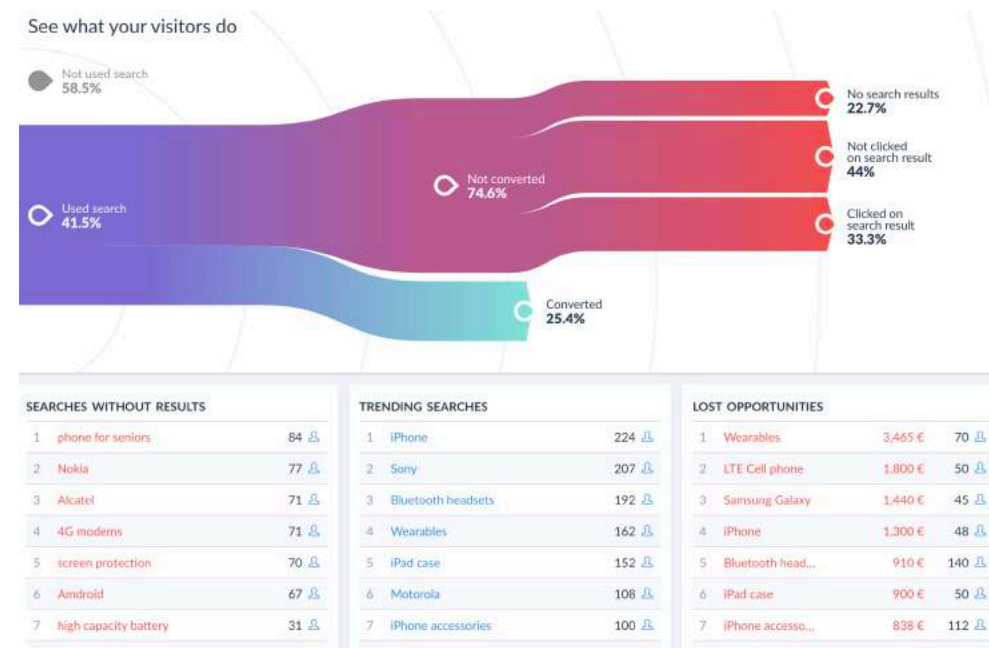 See what your visitors do
Not used search
58.5%
Used search
41.5%
Not converted
74.6%
No search results
22.7%
Not clicked
on search result
44%
Clicked on
search result
33.3%
Converted
25.4%
SEARCHES WITHOUT RESULTS
1 phone for seniors 84
2 Nokia 77
3 Alcatel 71
4 4G modems 71
5 screen protection 70
6 Amdroid 67
7 high capacity battery 31
TRENDING SEARCHES
1 iPhone 224
2 Sony 207
3 Bluetooth headsets 192
4 Wearables 162
5 iPad case 152
6 Motorola 108
7 iPhone accessories 100
LOST OPPORTUNITIES
1 Wearables 3,465 € 70
2 LTE Cell phone 1,800 € 50
3 Samsung Galaxy 1,440 € 45
4 iPhone 1,300 € 48
5 Bluetooth head... 910 € 140
6 iPad case 900 € 50
7 iPhone accesso... 838 € 112